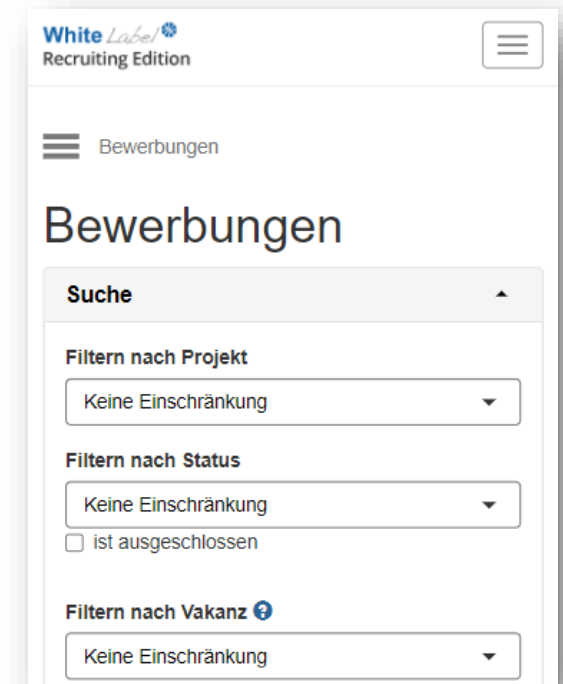 White Label
Recruiting Edition
Bewerbungen
Bewerbungen
Suche
Filtern nach Projekt
Keine Einschränkung
Filtern nach Status
Keine Einschränkung
ist ausgeschlossen
Filtern nach Vakanz ?
Keine Einschränkung